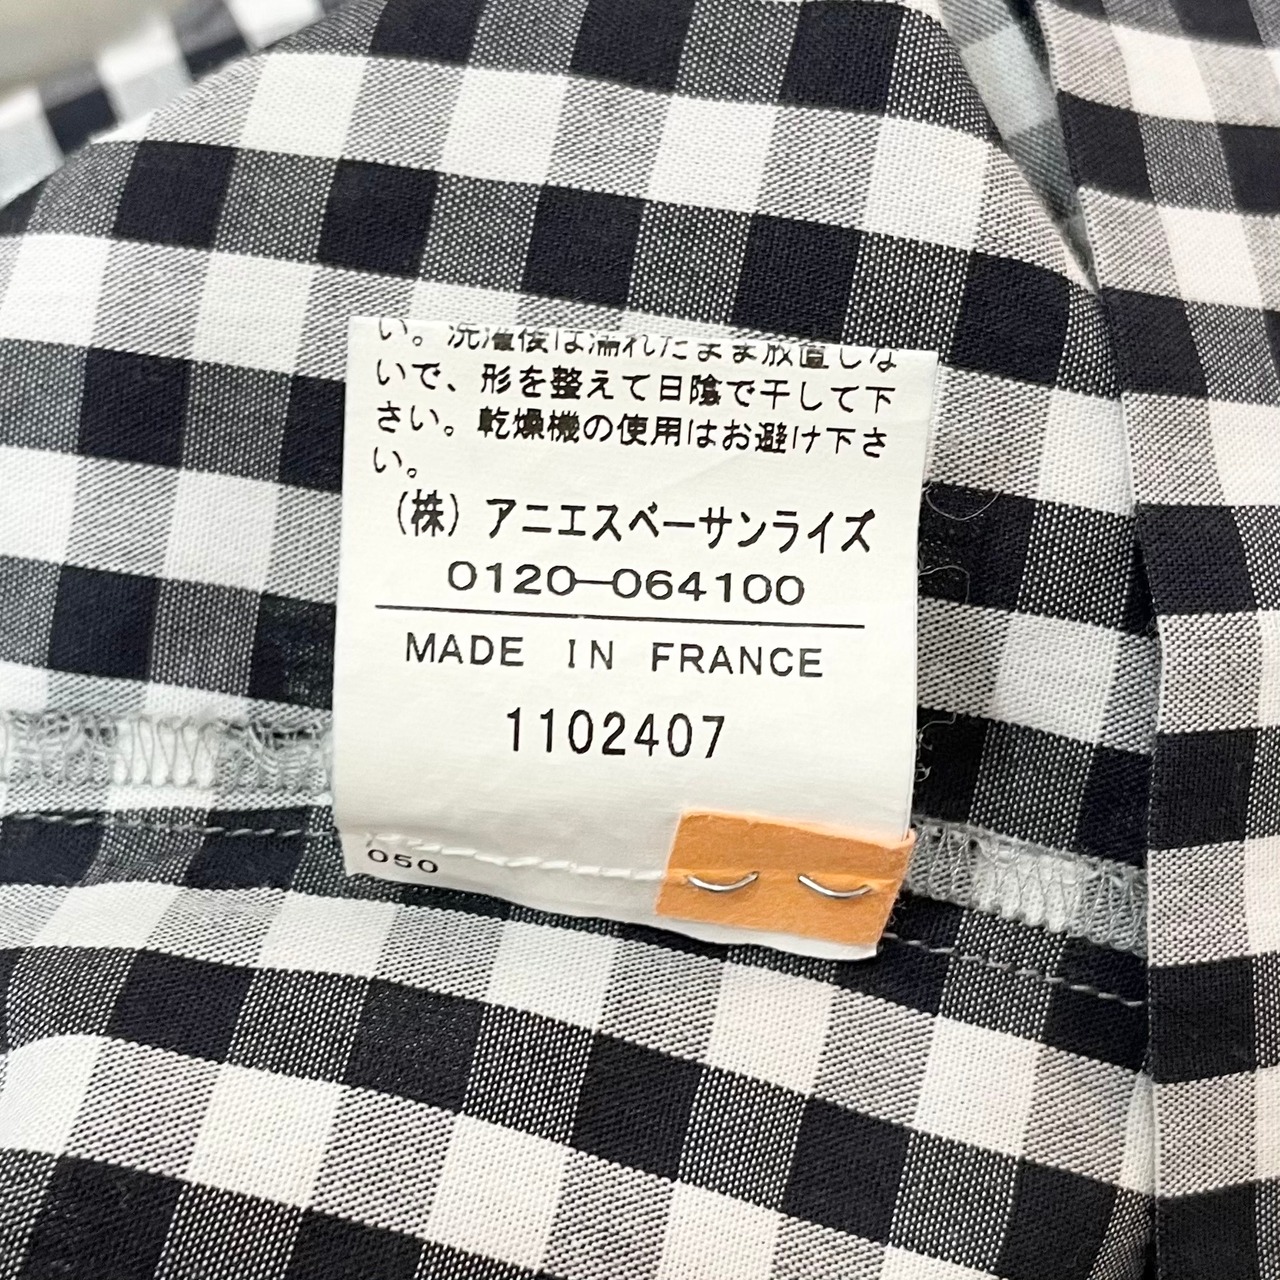 い。洗濯後は濡れたまま放置しな
いで、形を整えて日陰で干して下
さい。乾燥機の使用はお避け下さ
い。
(株) アニエスベーサンライズ
0120—064100
MADE IN FRANCE
1102407
050